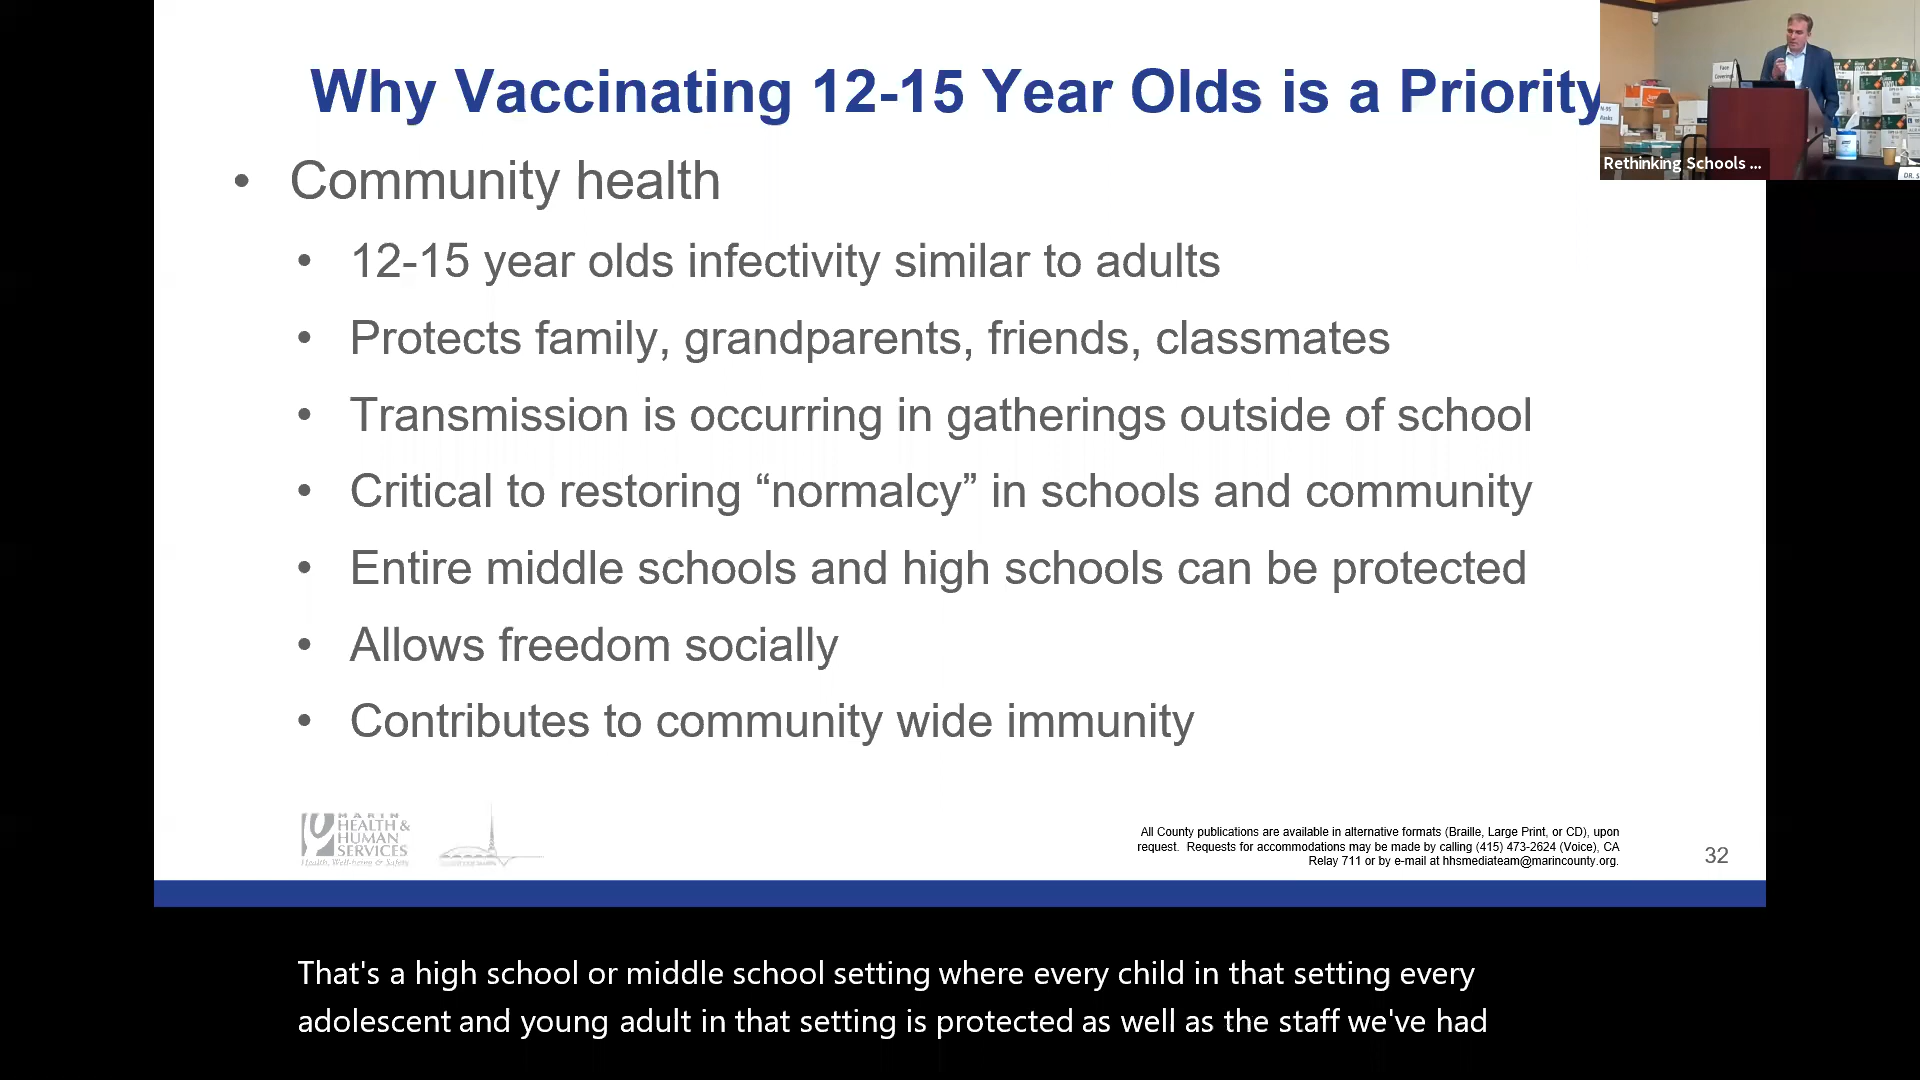 Why Vaccinating 12-15 Year Olds is a Priority
Face
Coverings
N-95
Masks
Rethinking Schools ...
DR. S
• Community health
• 12-15 year olds infectivity similar to adults
• Protects family, grandparents, friends, classmates
• Transmission is occurring in gatherings outside of school
• Critical to restoring “normalcy” in schools and community
• Entire middle schools and high schools can be protected
• Allows freedom socially
• Contributes to community wide immunity
MARIN
HEALTH &
HUMAN
SERVICES
Health, Well-being & Safety
All County publications are available in alternative formats (Braille, Large Print, or CD), upon
request. Requests for accommodations may be made by calling (415) 473-2624 (Voice), CA
Relay 711 or by e-mail at hhsmediateam@marincounty.org.
32
That's a high school or middle school setting where every child in that setting every
adolescent and young adult in that setting is protected as well as the staff we've had